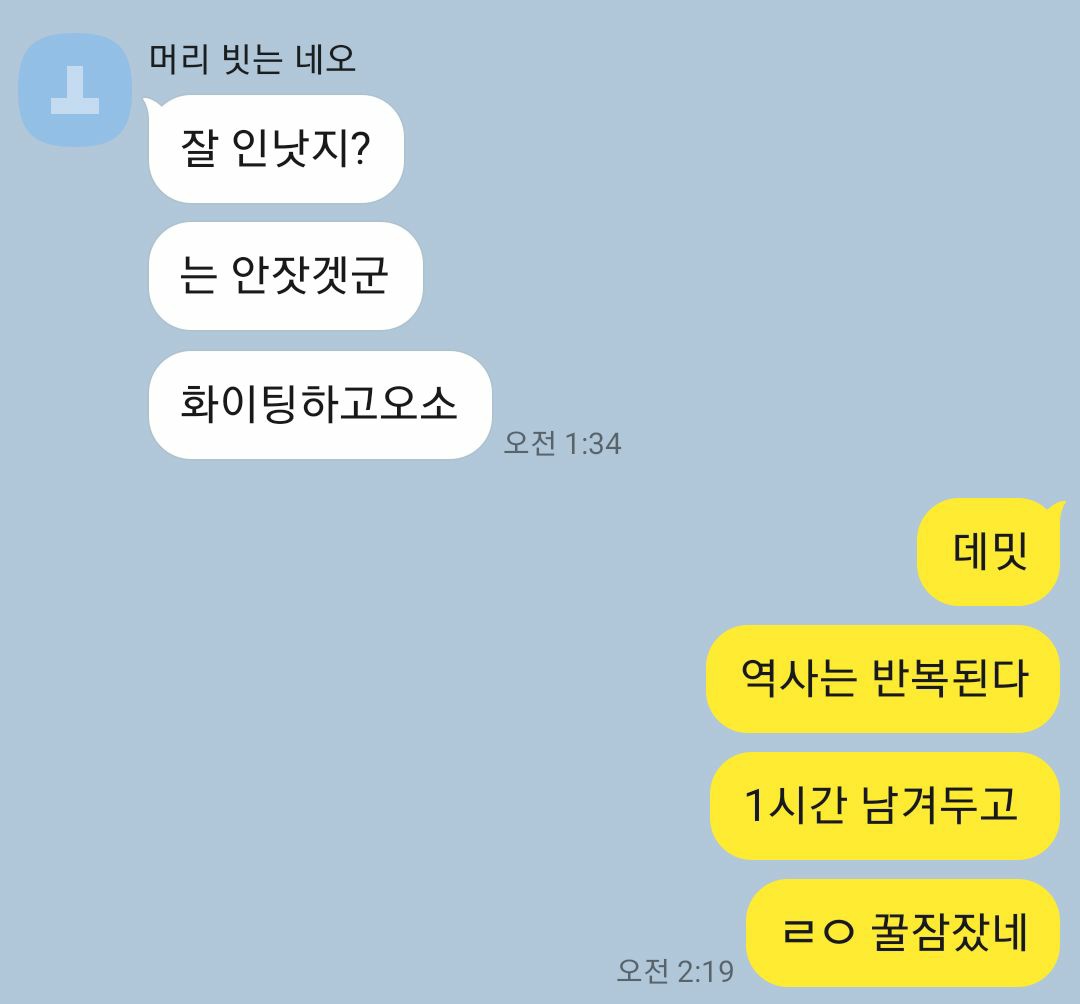 머리 빗는 네오
잘 인낫지?
는 안잣겟군
화이팅하고오소
오전 1:34
데밋
역사는 반복된다
1시간 남겨두고
ㄹㅇ 꿀잠잤네
오전 2:19